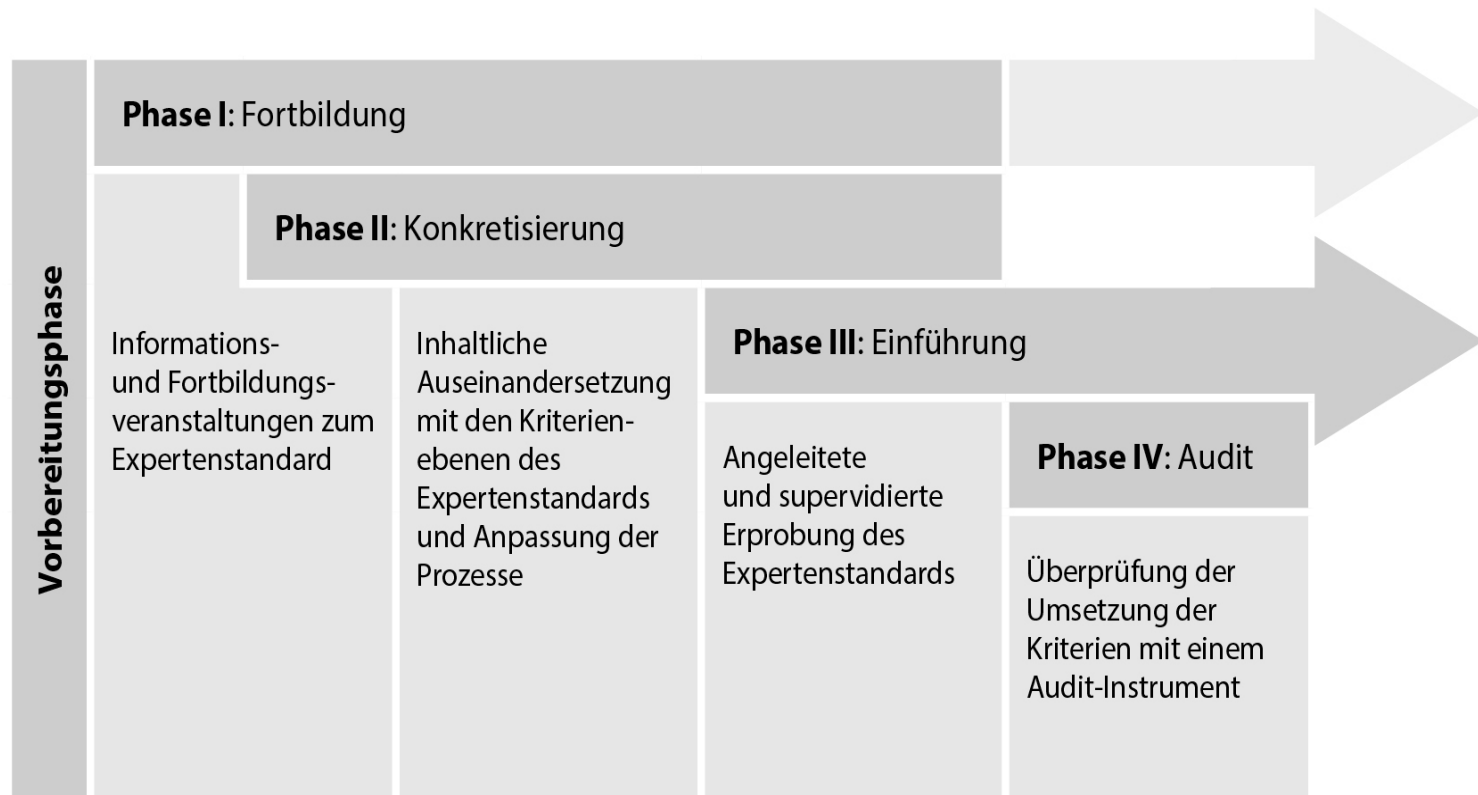 Vorbereitungsphase
Phase I: Fortbildung
Phase II: Konkretisierung
Informations-
und Fortbildungs-
veranstaltungen zum
Expertenstandard
Inhaltliche
Auseinandersetzung
mit den Kriterien-
ebenen des
Expertenstandards
und Anpassung der
Prozesse
Phase III: Einführung
Angeleitete
und supervidierte
Erprobung des
Expertenstandards
Phase IV: Audit
Überprüfung der
Umsetzung der
Kriterien mit einem
Audit-Instrument